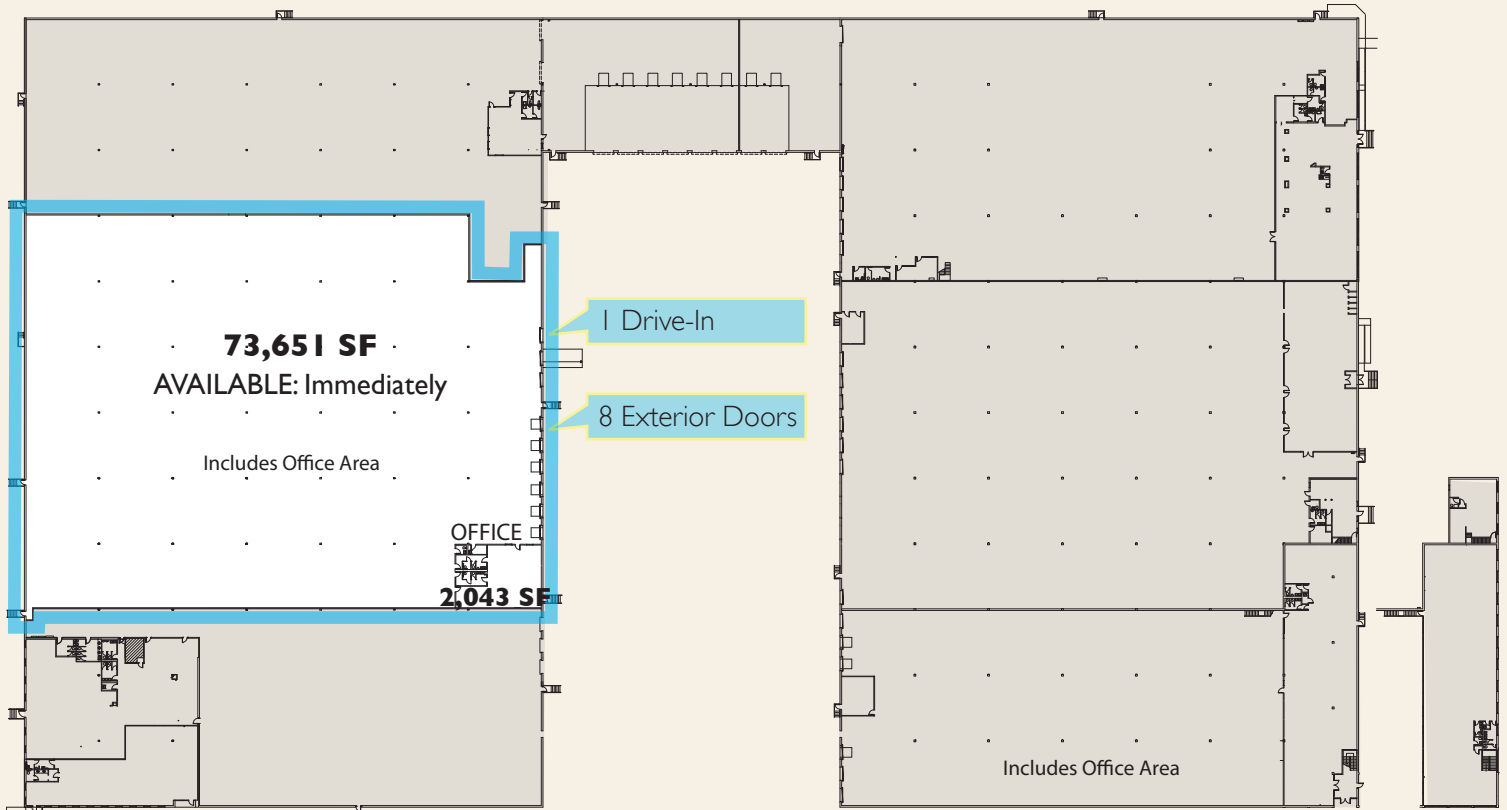 1 Drive-In
73,651 SF
AVAILABLE: Immediately
8 Exterior Doors
Includes Office Area
OFFICE
2,043 SF
Includes Office Area